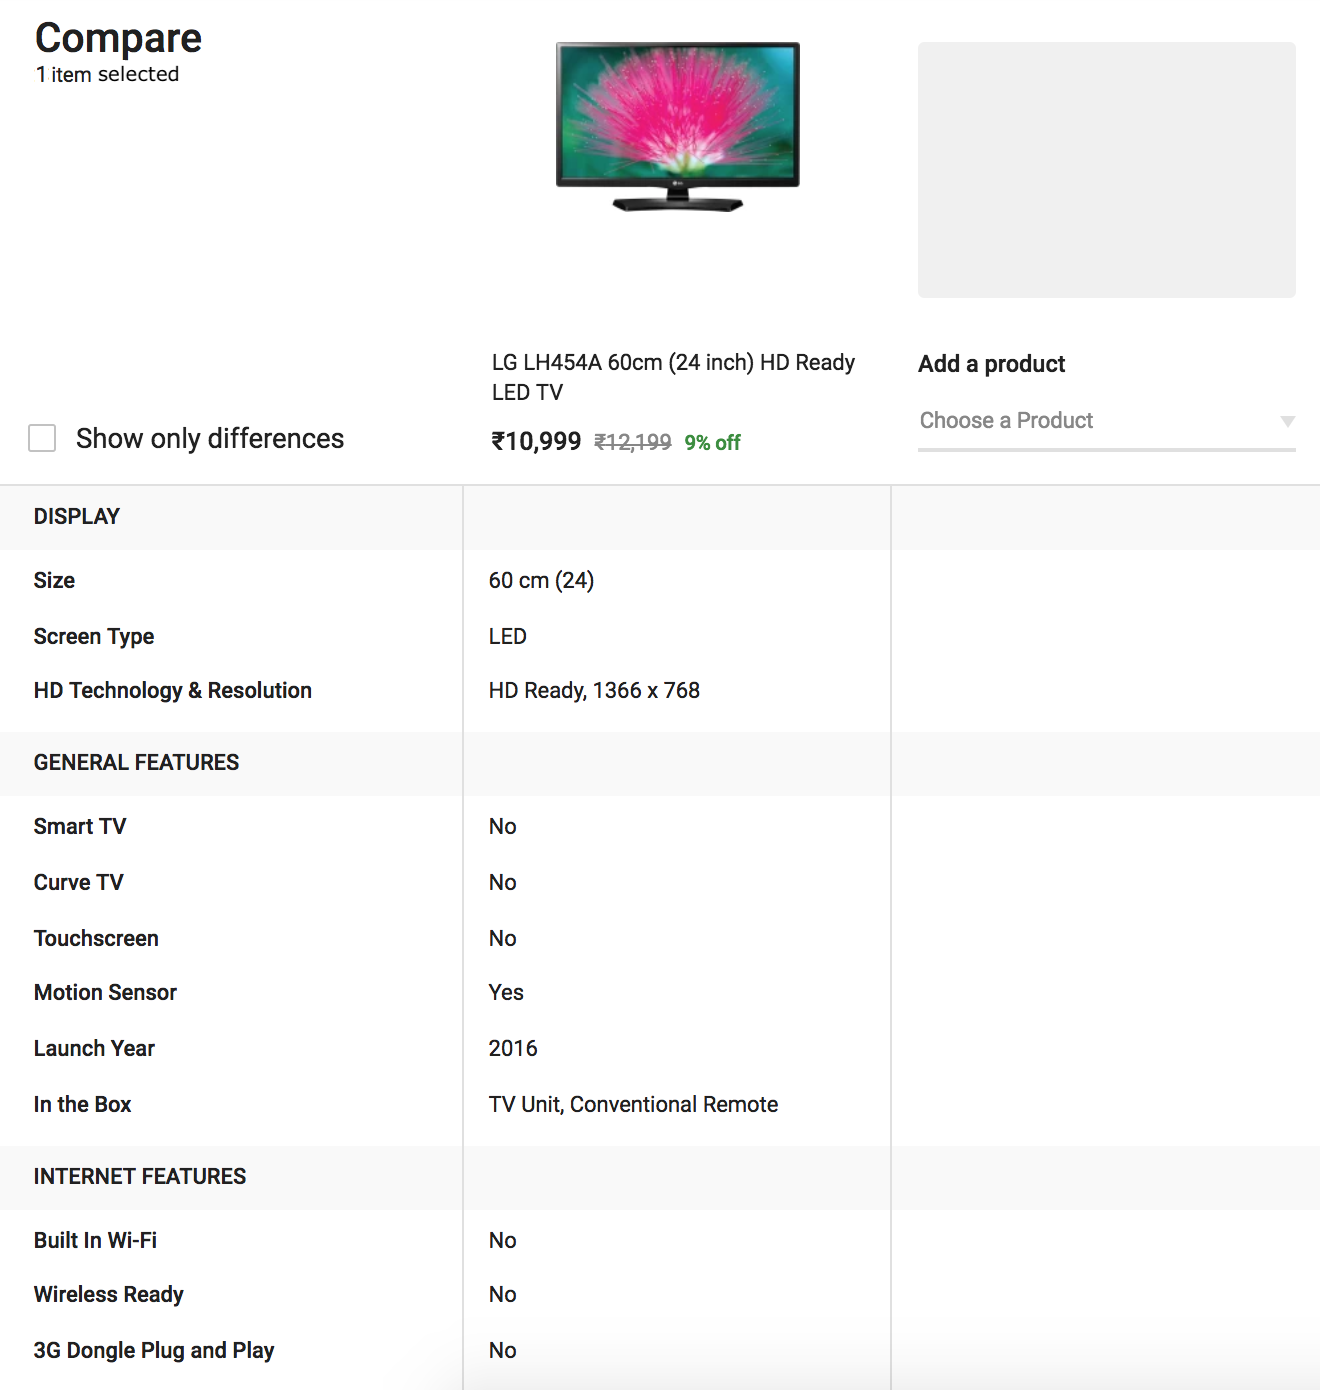 Compare
1 item selected
LG LH454A 60cm (24 inch) HD Ready
LED TV
₹10,999 ₹12,199 9% off
Add a product
Choose a Product
Show only differences
DISPLAY
Size 60 cm (24)
Screen Type LED
HD Technology & Resolution HD Ready, 1366 x 768
GENERAL FEATURES
Smart TV No
Curve TV No
Touchscreen No
Motion Sensor Yes
Launch Year 2016
In the Box TV Unit, Conventional Remote
INTERNET FEATURES
Built In Wi-Fi No
Wireless Ready No
3G Dongle Plug and Play No